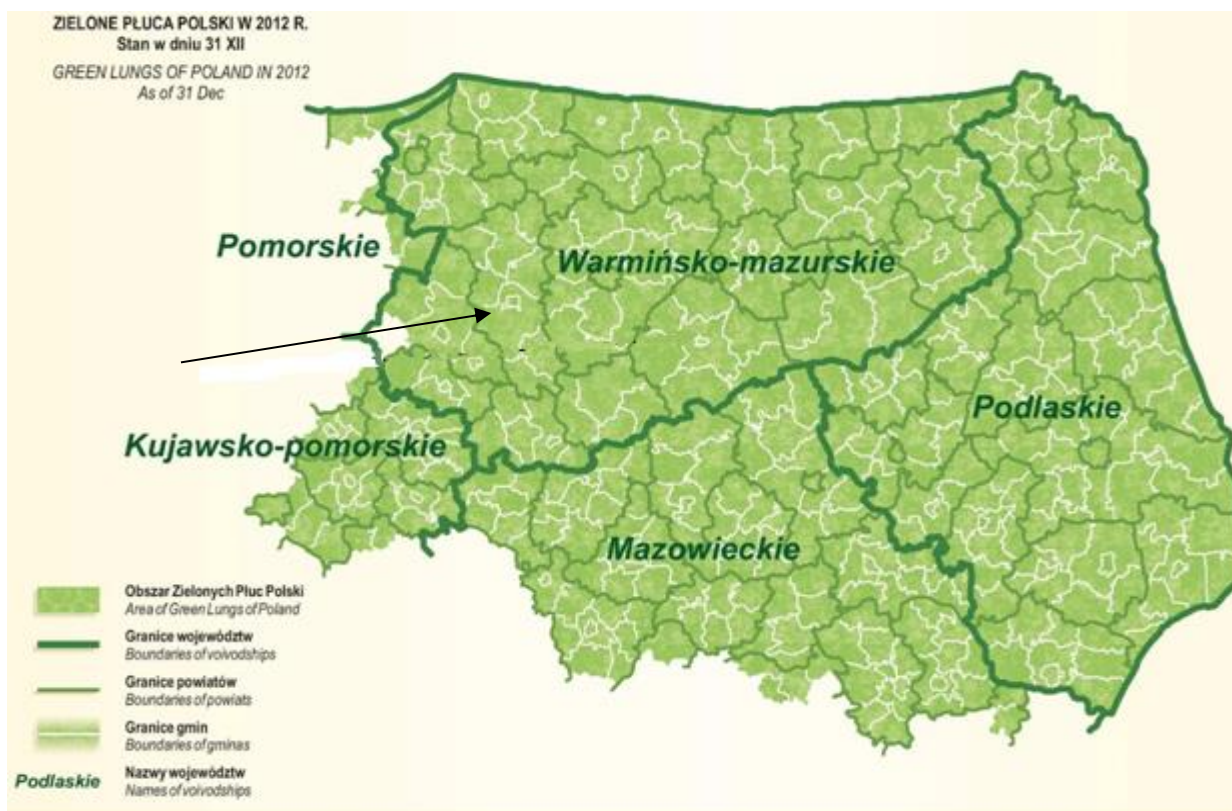 ZIELONE PŁUCA POLSKI W 2012 R.
Stan w dniu 31 XII
GREEN LUNGS OF POLAND IN 2012
As of 31 Dec
Pomorskie
Warmińsko-mazurskie
Podlaskie
Kujawsko-pomorskie
Mazowieckie
Obszar Zielonych Płuc Polski
Area of Green Lungs of Poland
Granice województw
Boundaries of voivodships
Granice powiatów
Boundaries of powiats
Granice gmin
Boundaries of gminas
Podlaskie
Nazwy województw
Names of voivodships